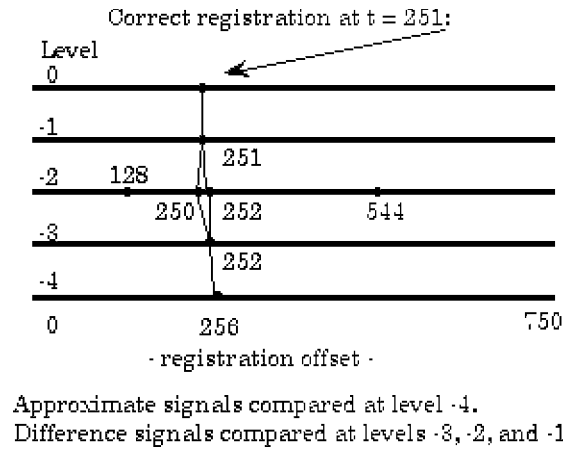 Correct registration at t = 251:
Level
0
-1
251
-2
128
250
252
544
-3
252
-4
0
256
750
- registration offset -
Approximate signals compared at level -4.
Difference signals compared at levels -3, -2, and -1